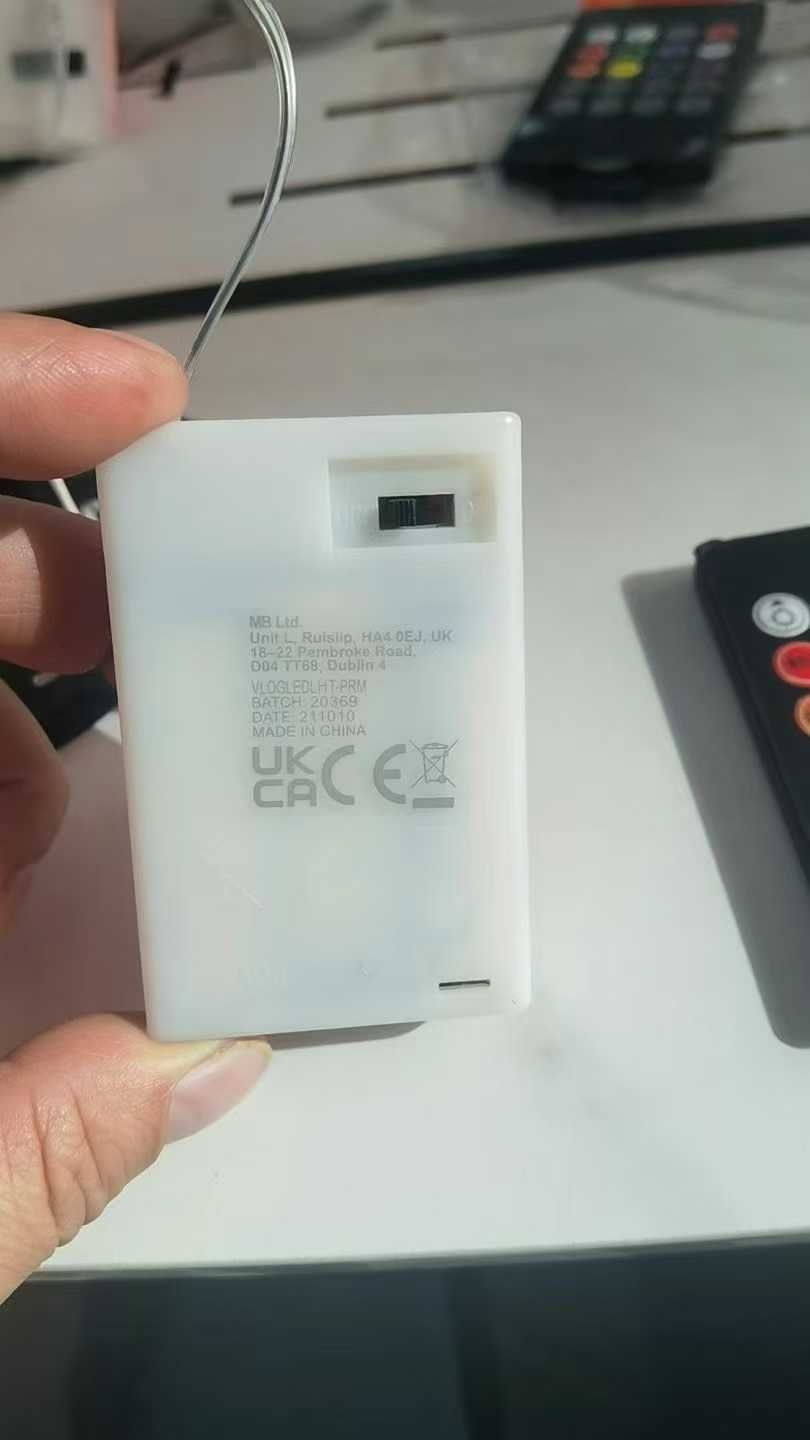 MB Ltd.
Unit L, Ruislip, HA4 0EJ, UK
18–22 Pembroke Road,
D04 TT68, Dublin 4
VLOGLEDLHT-PRM
BATCH: 20369
DATE: 211010
MADE IN CHINA
UK
CA CE